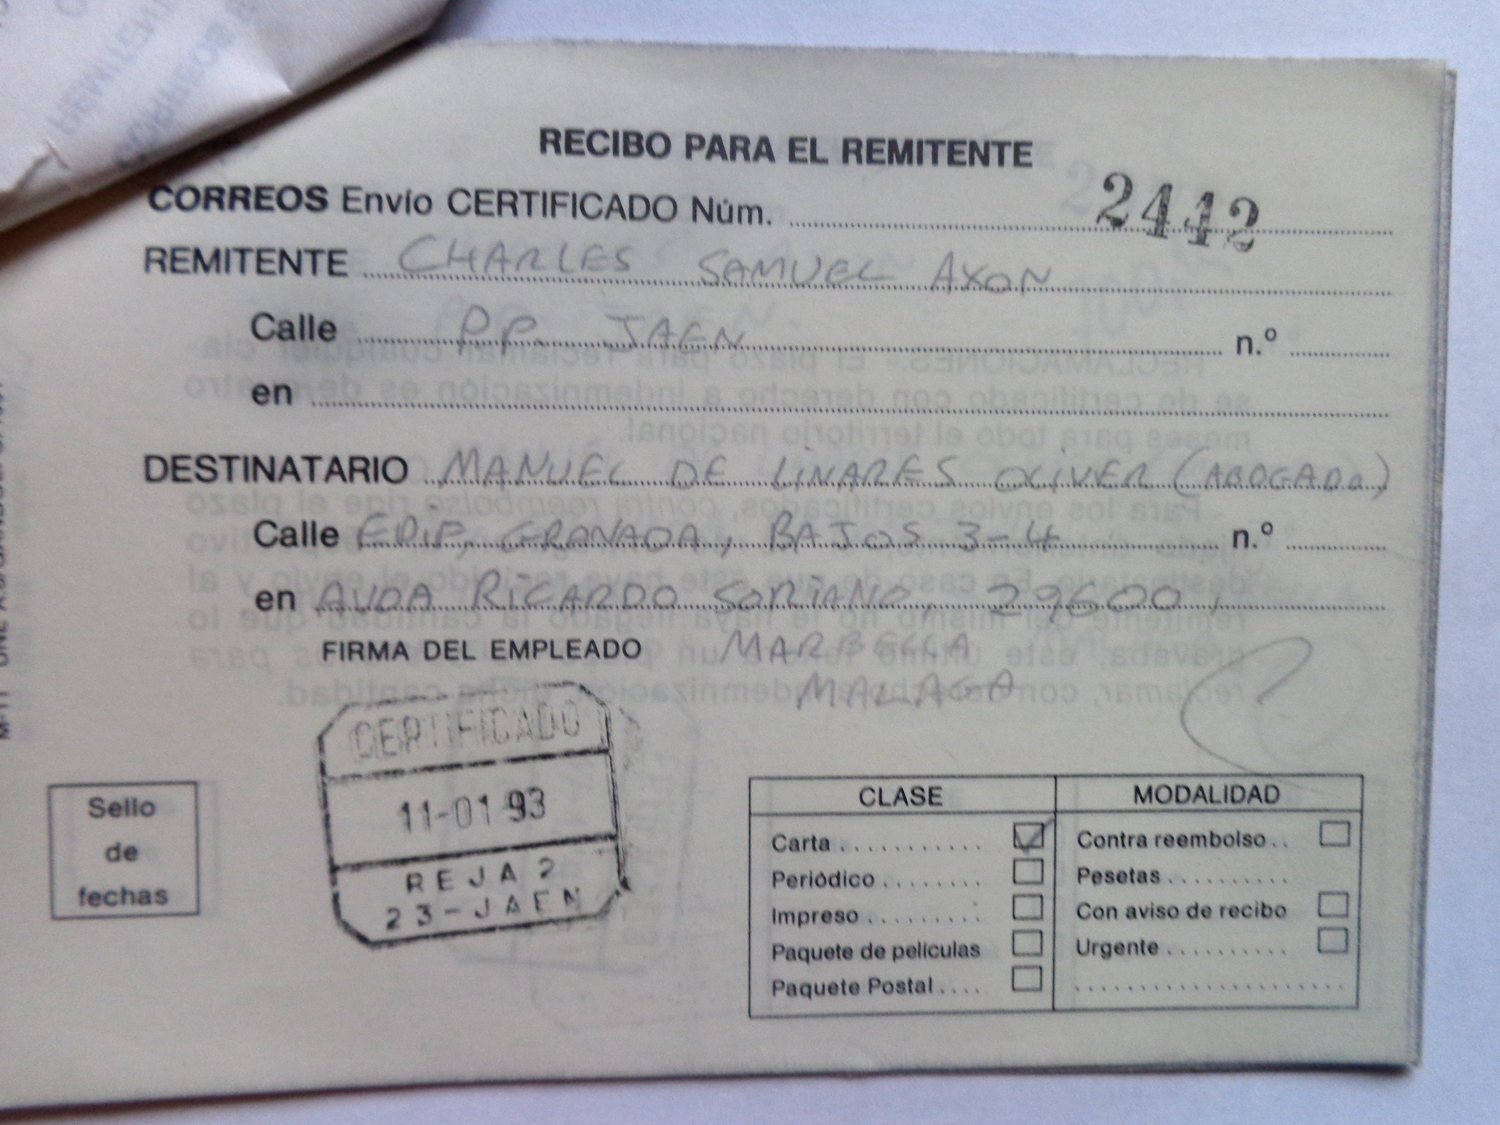 RECIBO PARA EL REMITENTE
CORREOS Envío CERTIFICADO Núm. 2442
REMITENTE CHARLES SAMUEL AXON
Calle P.P. JAEN n.º
en
DESTINATARIO MANUEL DE LINARES OLIVER (ABOGADO)
Calle EDIF. GRANADA, BAJOS 3-4 n.º
en AVDA RICARDO SORIANO, 29600,
FIRMA DEL EMPLEADO MARBELLA
MALAGA
CERTIFICADO
11-01 93
REJA 2
23-JAEN
Sello
de
fechas
CLASE MODALIDAD
Carta Contra reembolso
Periódico Pesetas
Impreso Con aviso de recibo
Paquete de películas Urgente
Paquete Postal